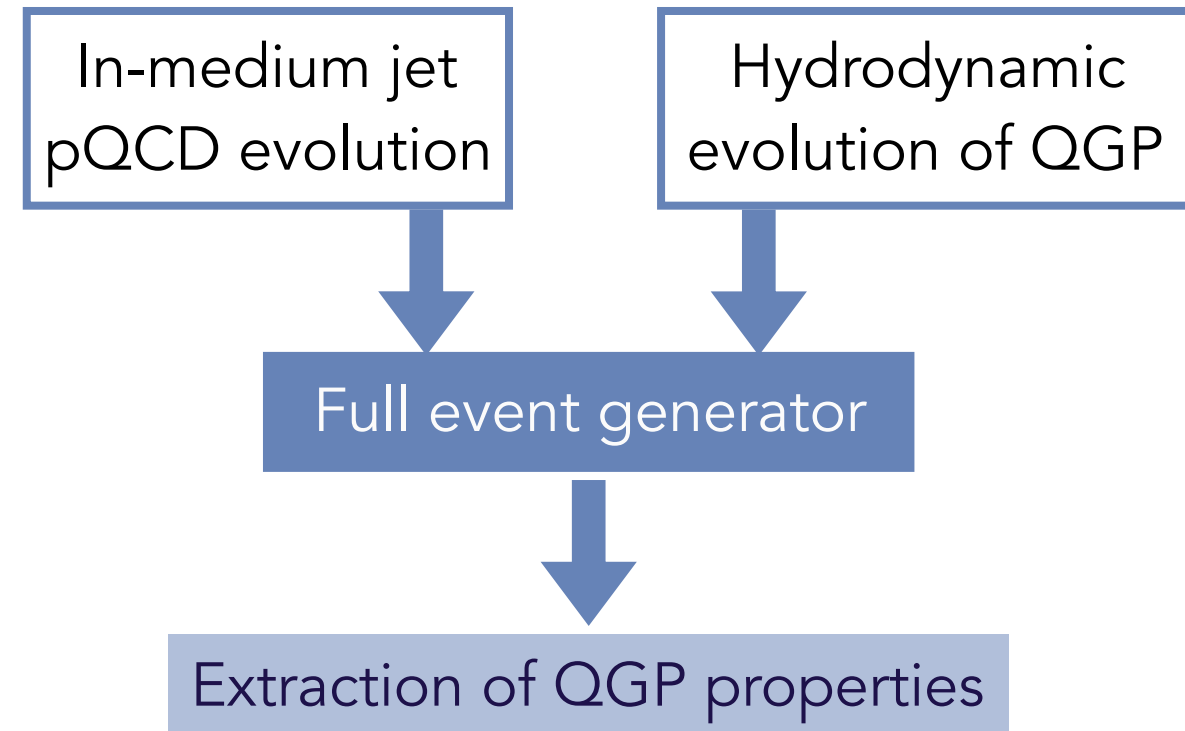 In-medium jet
pQCD evolution
Hydrodynamic
evolution of QGP
Full event generator
Extraction of QGP properties